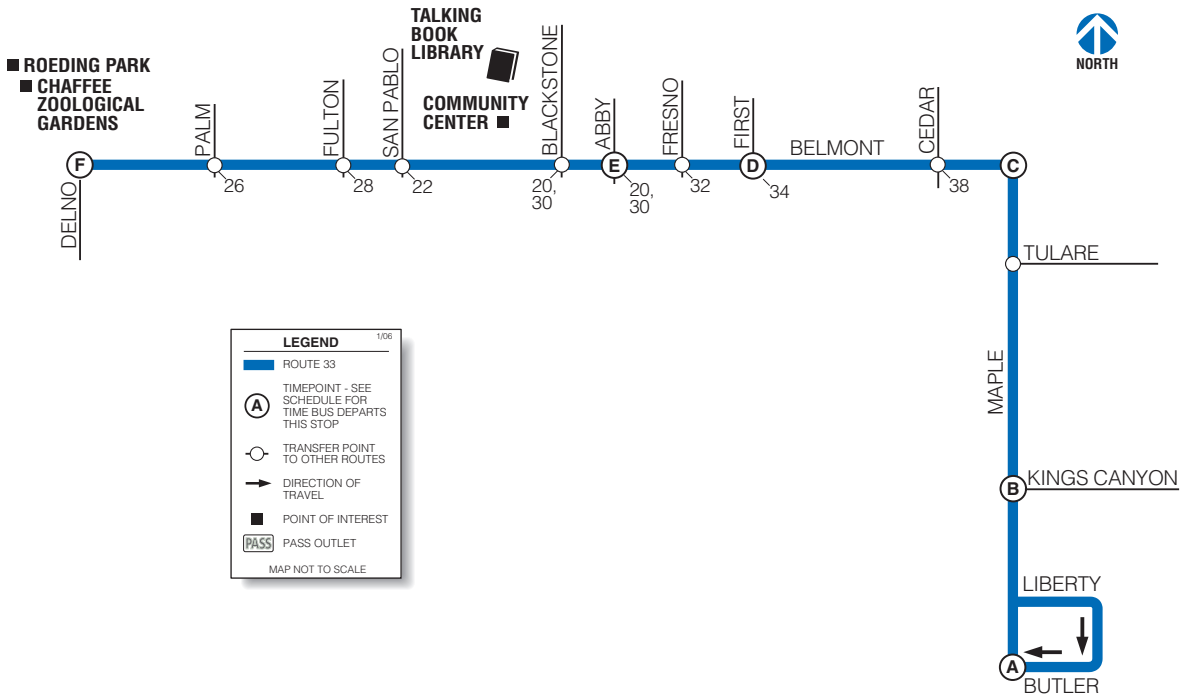 TALKING
BOOK
LIBRARY
NORTH
ROEDING PARK
CHAFFEE
ZOOLOGICAL
GARDENS
COMMUNITY
CENTER
PALM
FULTON
SAN PABLO
BLACKSTONE
ABBY
FRESNO
FIRST
BELMONT
CEDAR
F
E
D
C
26
28
22
20,
30
20,
30
32
34
38
DELNO
TULARE
MAPLE
B
KINGS CANYON
LIBERTY
A
BUTLER
LEGEND
1/06
ROUTE 33
A
TIMEPOINT - SEE
SCHEDULE FOR
TIME BUS DEPARTS
THIS STOP
TRANSFER POINT
TO OTHER ROUTES
DIRECTION OF
TRAVEL
POINT OF INTEREST
PASS
PASS OUTLET
MAP NOT TO SCALE